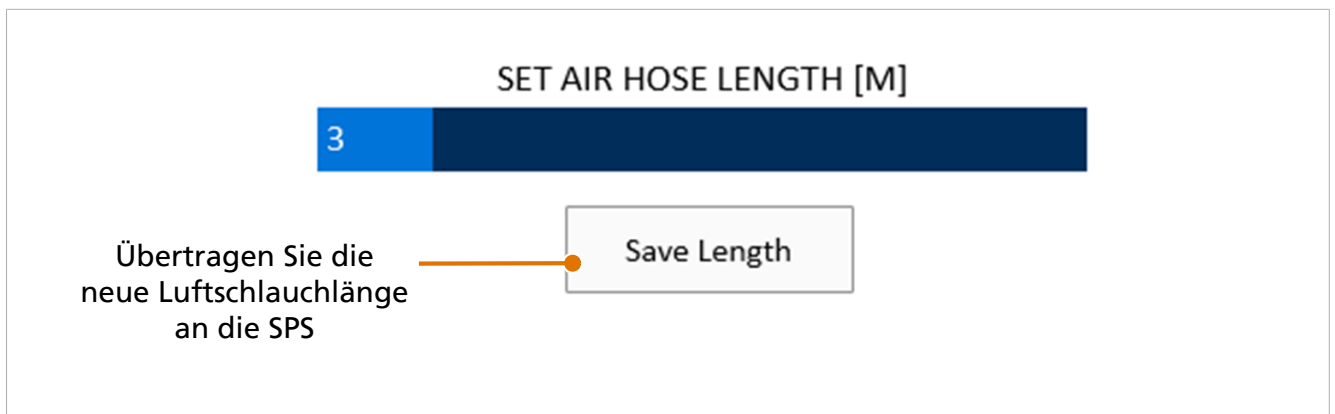 SET AIR HOSE LENGTH [M]
3
Save Length
Übertragen Sie die
neue Luftschlauchlänge
an die SPS